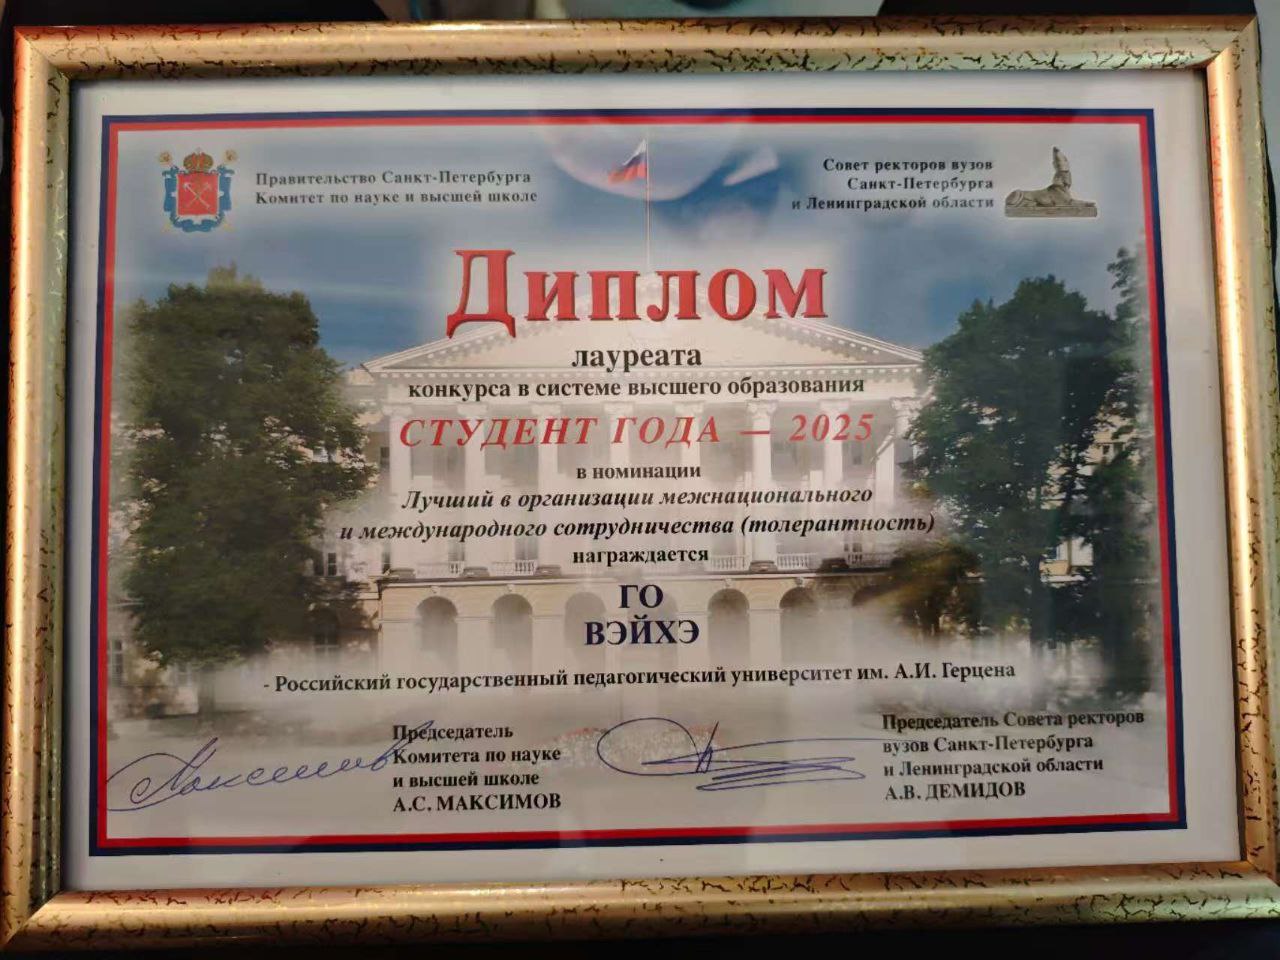 Правительство Санкт-Петербурга
Комитет по науке и высшей школе
Совет ректоров вузов
Санкт-Петербурга
и Ленинградской области
Диплом
лауреата
конкурса в системе высшего образования
СТУДЕНТ ГОДА — 2025
в номинации
Лучший в организации межнационального
и международного сотрудничества (толерантность)
награждается
ГО
ВЭЙХЭ
- Российский государственный педагогический университет им. А.И. Герцена
Председатель
Комитета по науке
и высшей школе
А.С. МАКСИМОВ
Председатель Совета ректоров
вузов Санкт-Петербурга
и Ленинградской области
А.В. ДЕМИДОВ